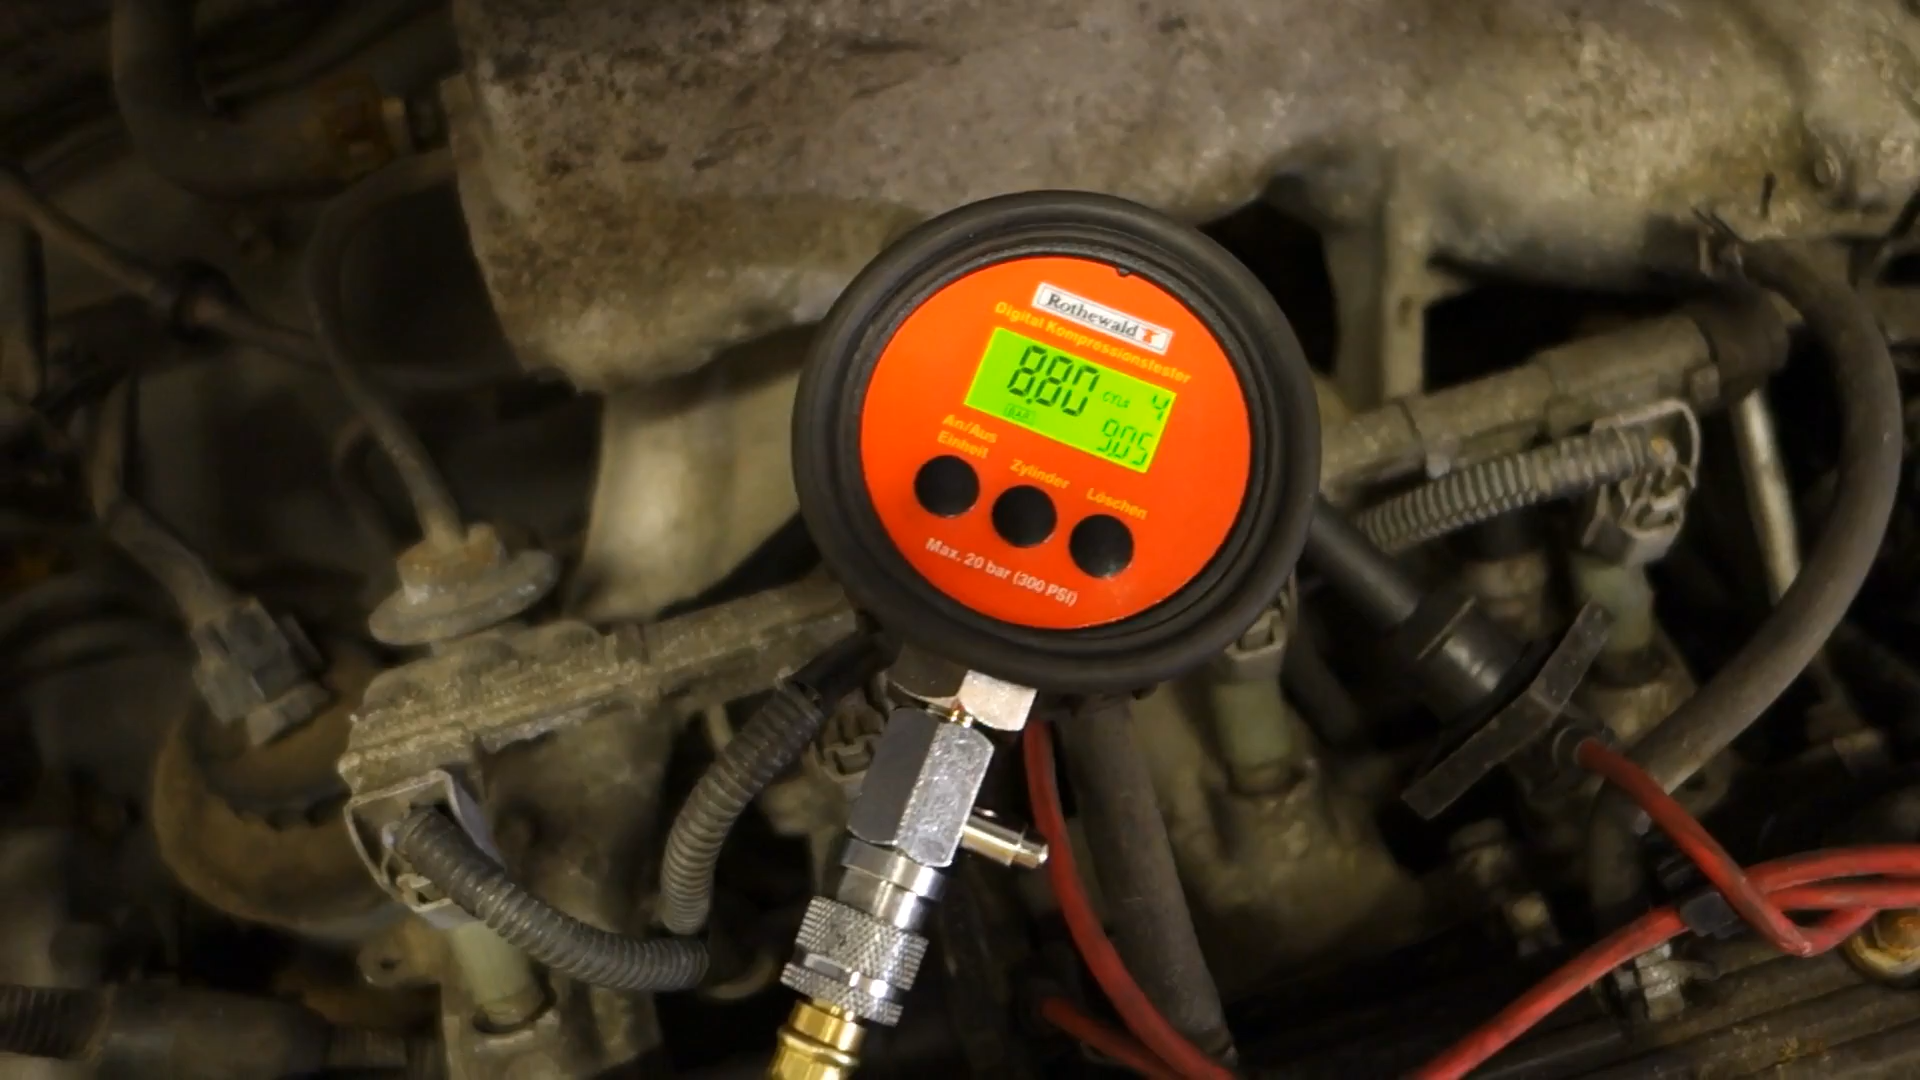 Rothewald
Digital Kompressionstester
8.80 CYL# 4
BAR 9.05
An/Aus
Einheit
Zylinder
Löschen
Max. 20 bar (300 PSI)